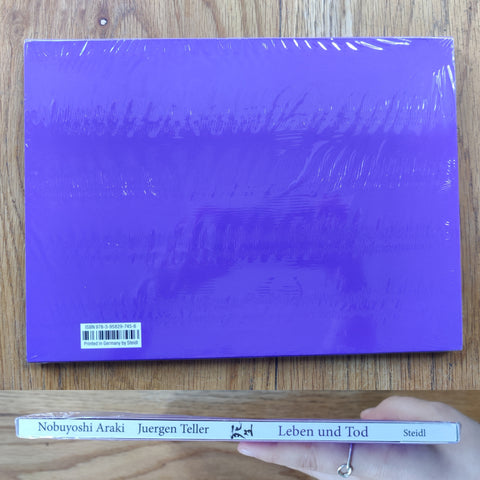 ISBN 978-3-95829-745-6
Printed in Germany by Steidl
Nobuyoshi Araki Juergen Teller Leben und Tod Steidl